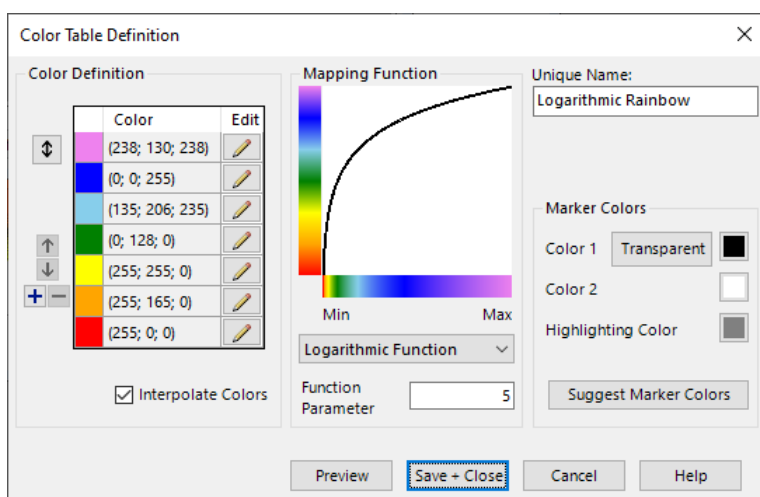 Color Table Definition
Color Definition
Color Edit
(238; 130; 238)
(0; 0; 255)
(135; 206; 235)
(0; 128; 0)
(255; 255; 0)
(255; 165; 0)
(255; 0; 0)
Interpolate Colors
Mapping Function
Min Max
Logarithmic Function
Function
Parameter
5
Unique Name:
Logarithmic Rainbow
Marker Colors
Color 1 Transparent
Color 2
Highlighting Color
Suggest Marker Colors
Preview Save + Close Cancel Help